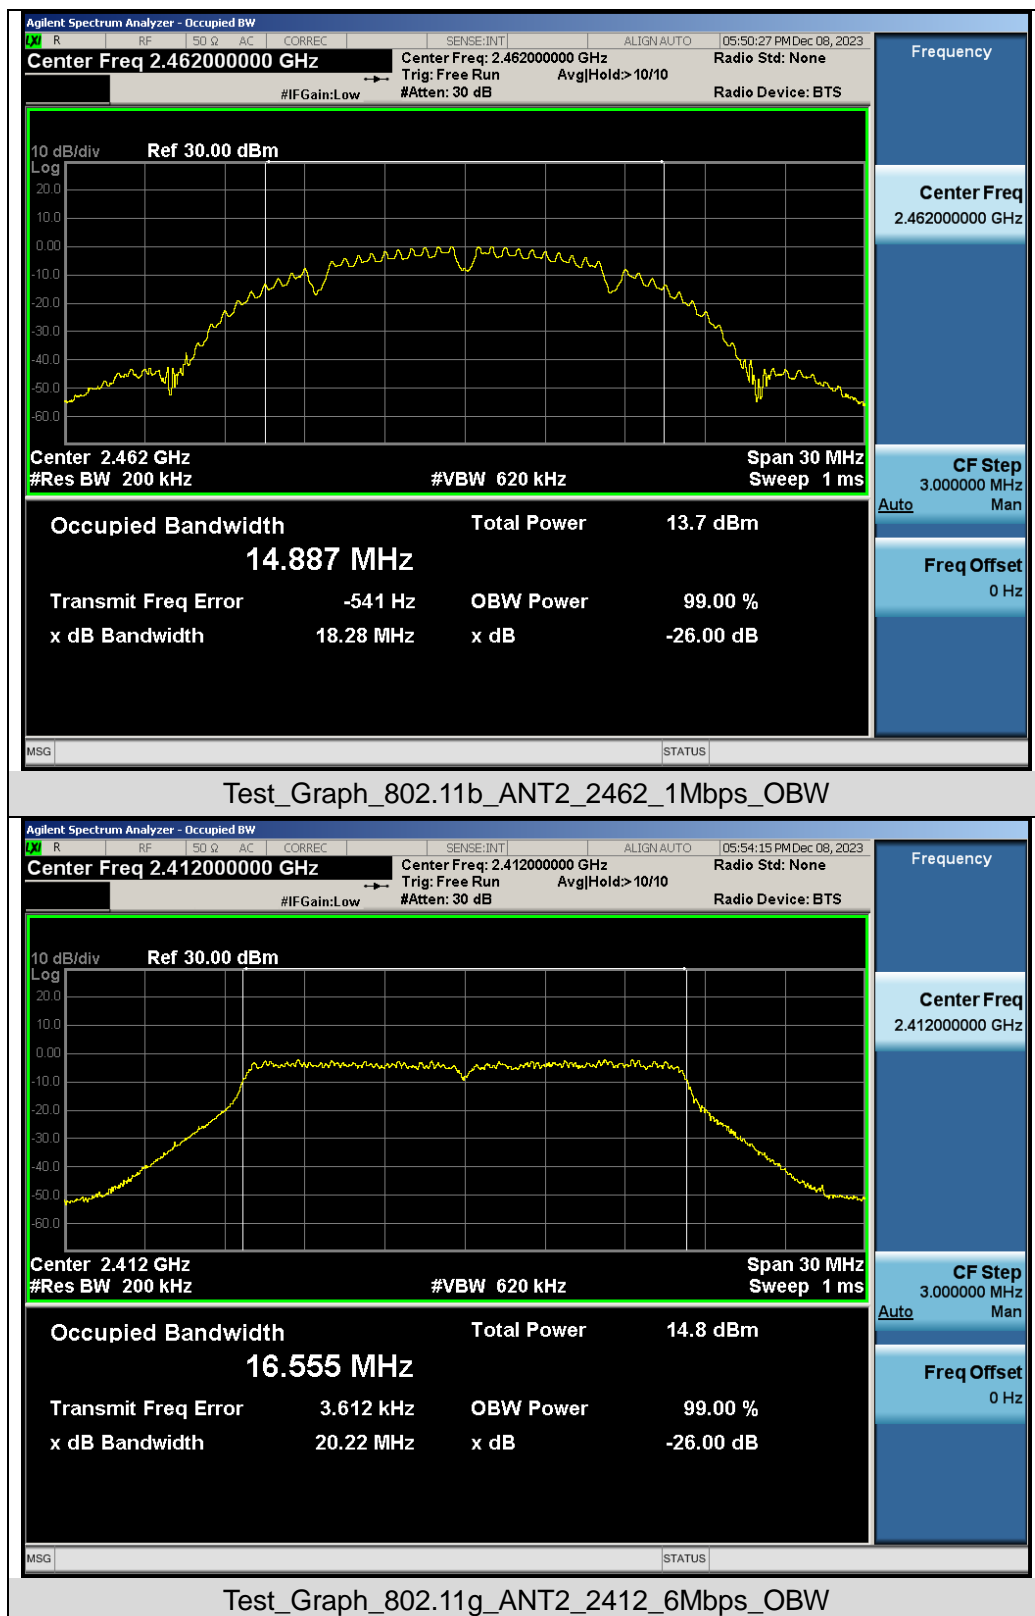 Agilent Spectrum Analyzer - Occupied BW
LXI R RF 50 Ω AC CORREC SENSE:INT ALIGN AUTO 05:50:27 PM Dec 08, 2023
Center Freq 2.462000000 GHz
Center Freq: 2.462000000 GHz
Radio Std: None
Trig: Free Run Avg|Hold:>10/10
#IFGain:Low #Atten: 30 dB Radio Device: BTS
Frequency
10 dB/div Ref 30.00 dBm
Log
20.0
10.0
0.00
-10.0
-20.0
-30.0
-40.0
-50.0
-60.0
Center Freq
2.462000000 GHz
Center 2.462 GHz Span 30 MHz
#Res BW 200 kHz #VBW 620 kHz Sweep 1 ms
CF Step
3.000000 MHz
Auto Man
Occupied Bandwidth Total Power 13.7 dBm
14.887 MHz
Transmit Freq Error -541 Hz OBW Power 99.00 %
x dB Bandwidth 18.28 MHz x dB -26.00 dB
Freq Offset
0 Hz
MSG STATUS
Test_Graph_802.11b_ANT2_2462_1Mbps_OBW
Agilent Spectrum Analyzer - Occupied BW
LXI R RF 50 Ω AC CORREC SENSE:INT ALIGN AUTO 05:54:15 PM Dec 08, 2023
Center Freq 2.412000000 GHz
Center Freq: 2.412000000 GHz
Radio Std: None
Trig: Free Run Avg|Hold:>10/10
#IFGain:Low #Atten: 30 dB Radio Device: BTS
Frequency
10 dB/div Ref 30.00 dBm
Log
20.0
10.0
0.00
-10.0
-20.0
-30.0
-40.0
-50.0
-60.0
Center Freq
2.412000000 GHz
Center 2.412 GHz Span 30 MHz
#Res BW 200 kHz #VBW 620 kHz Sweep 1 ms
CF Step
3.000000 MHz
Auto Man
Occupied Bandwidth Total Power 14.8 dBm
16.555 MHz
Transmit Freq Error 3.612 kHz OBW Power 99.00 %
x dB Bandwidth 20.22 MHz x dB -26.00 dB
Freq Offset
0 Hz
MSG STATUS
Test_Graph_802.11g_ANT2_2412_6Mbps_OBW